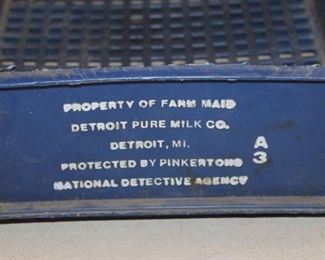 PROPERTY OF FARM MAID
DETROIT PURE MILK CO.
DETROIT, MI.
PROTECTED BY PINKERTONS
NATIONAL DETECTIVE AGENCY
A
3